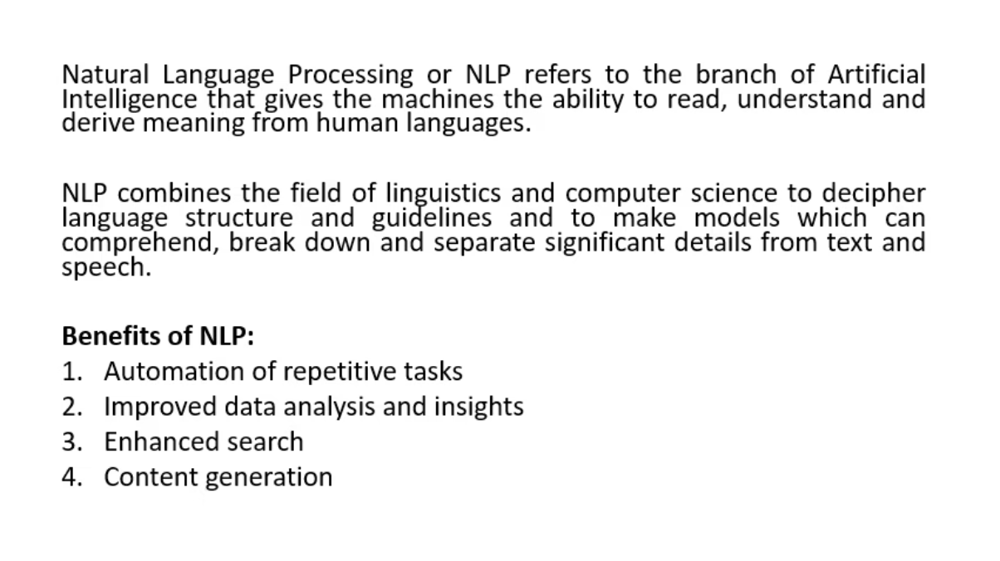 Natural Language Processing or NLP refers to the branch of Artificial
Intelligence that gives the machines the ability to read, understand and
derive meaning from human languages.
NLP combines the field of linguistics and computer science to decipher
language structure and guidelines and to make models which can
comprehend, break down and separate significant details from text and
speech.
Benefits of NLP:
1. Automation of repetitive tasks
2. Improved data analysis and insights
3. Enhanced search
4. Content generation